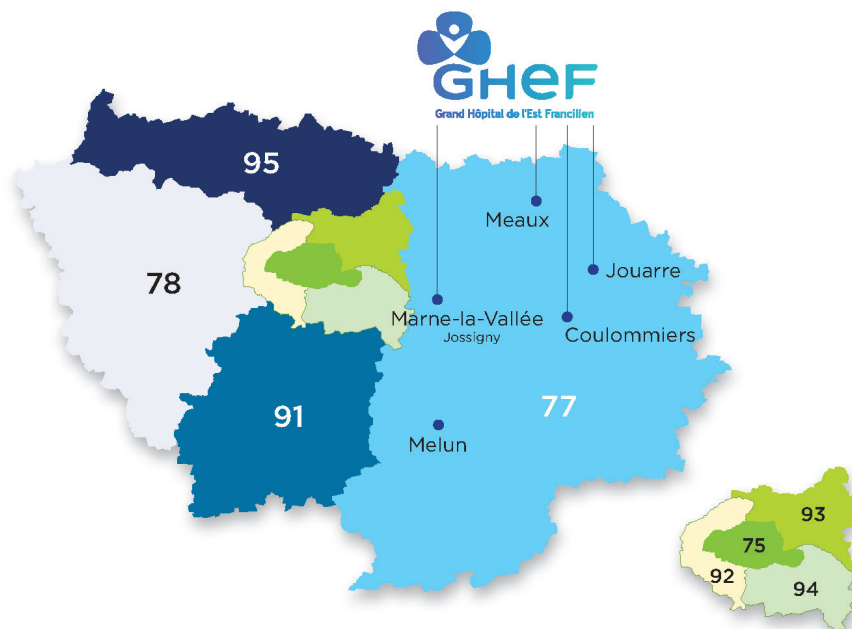 GHeF
Grand Hôpital de l'Est Francilien
95
Meaux
78
Jouarre
Marne-la-Vallée
Jossigny
Coulommiers
91
77
Melun
93
75
92
94